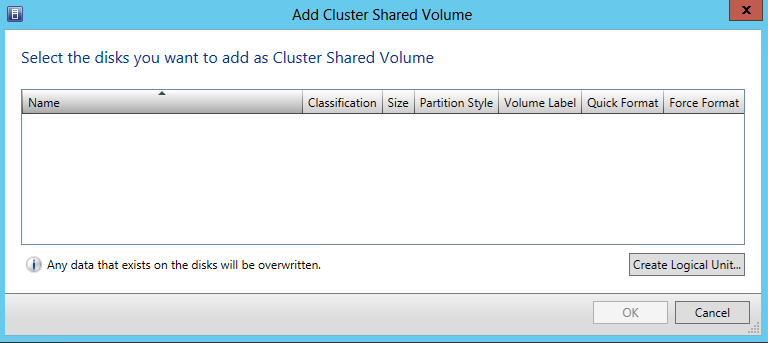 Add Cluster Shared Volume
Select the disks you want to add as Cluster Shared Volume
Name Classification Size Partition Style Volume Label Quick Format Force Format
Any data that exists on the disks will be overwritten. Create Logical Unit...
OK Cancel